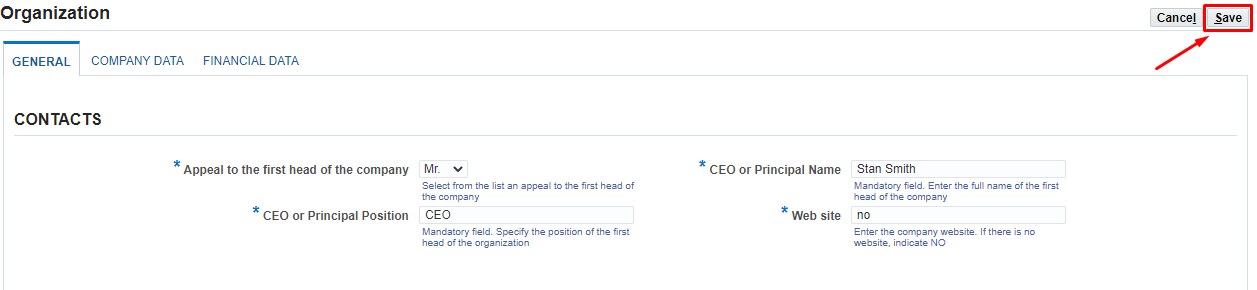 Organization
Cancel Save
GENERAL COMPANY DATA FINANCIAL DATA
CONTACTS
* Appeal to the first head of the company Mr.
Select from the list an appeal to the first head of
the company
* CEO or Principal Name Stan Smith
Mandatory field. Enter the full name of the first
head of the company
* CEO or Principal Position CEO
Mandatory field. Specify the position of the first
head of the organization
* Web site no
Enter the company website. If there is no
website, indicate NO